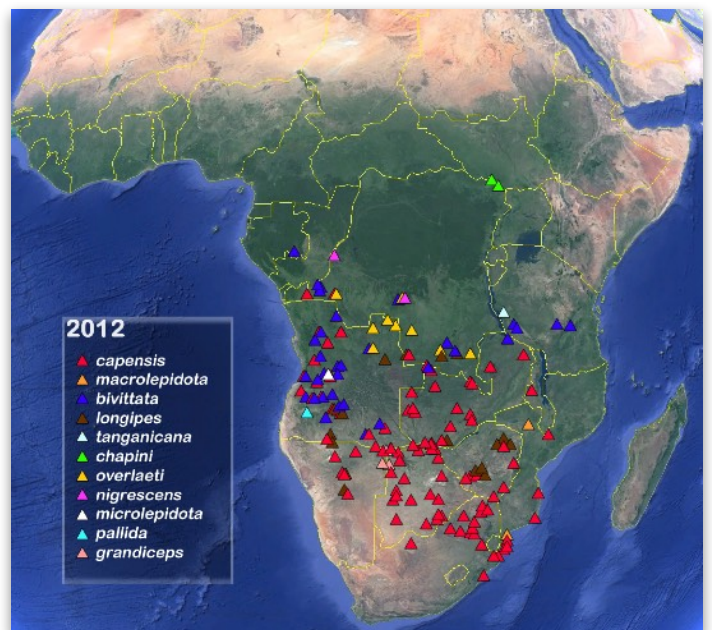 2012
capensis
macrolepidota
bivittata
longipes
tanganicana
chapini
overlaeti
nigrescens
microlepidota
pallida
grandiceps